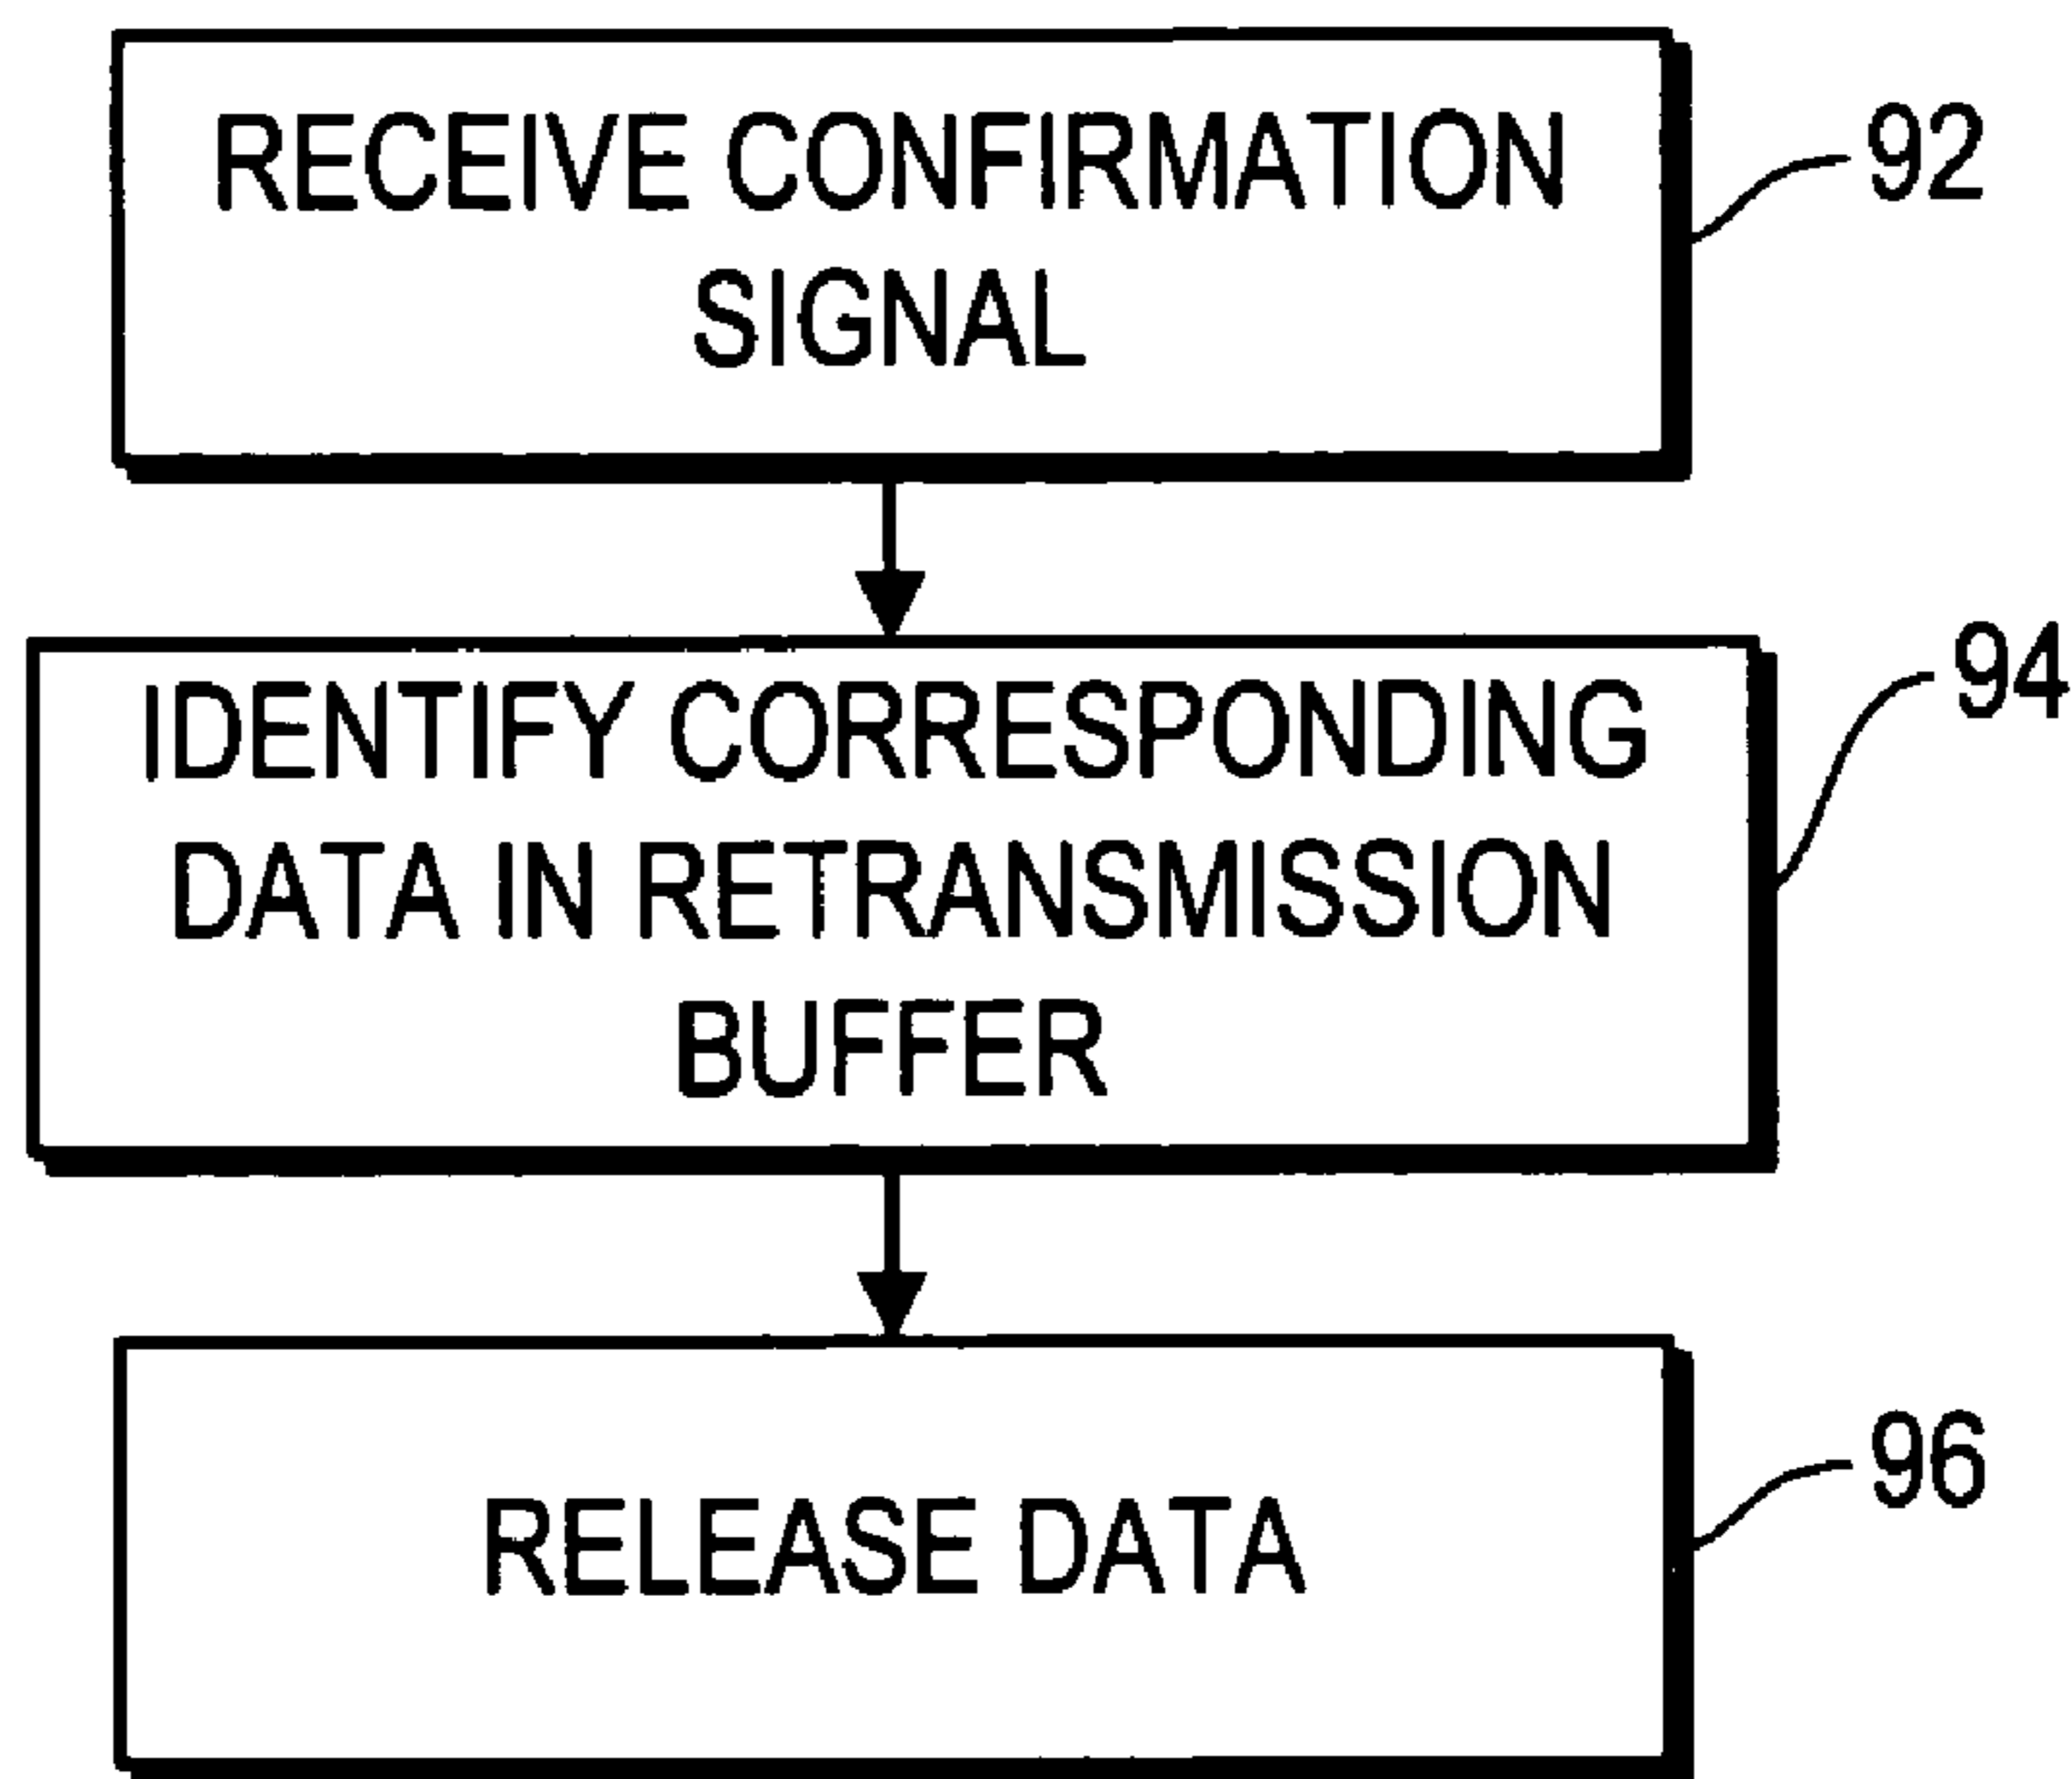 RECEIVE CONFIRMATION
SIGNAL
92
IDENTIFY CORRESPONDING
DATA IN RETRANSMISSION
BUFFER
94
RELEASE DATA
96